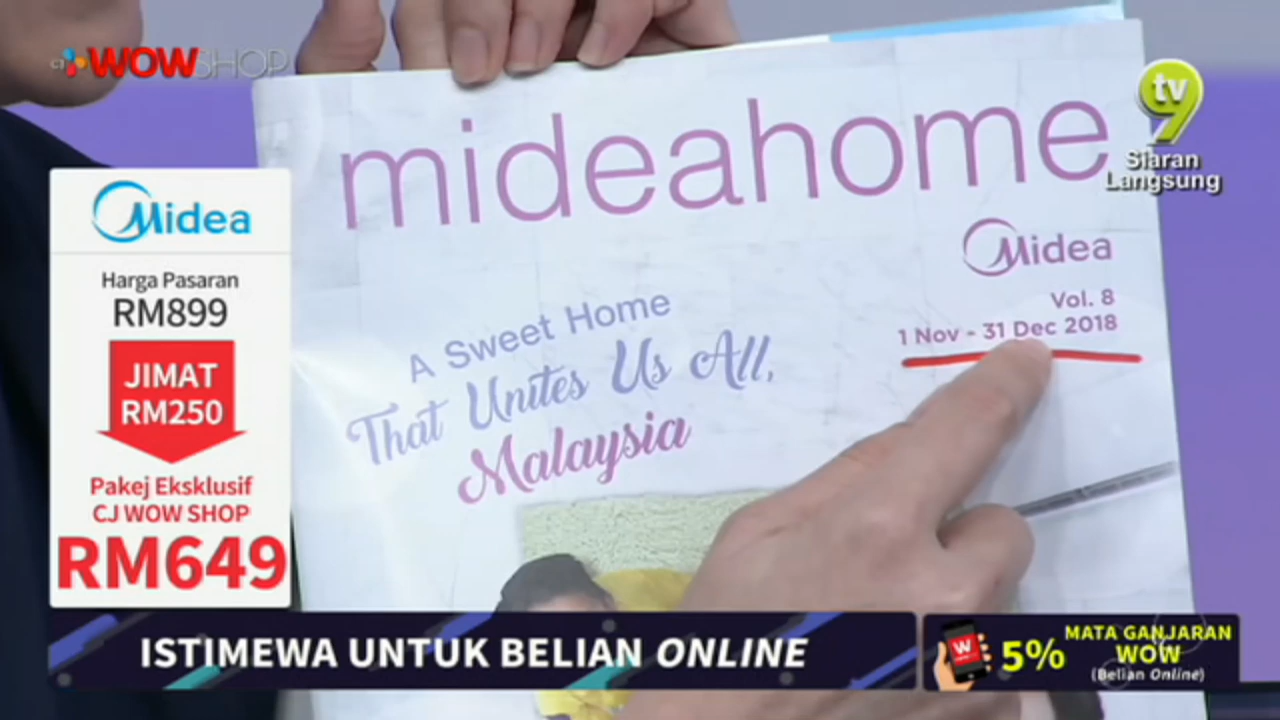 CJ WOWSHOP
tv9
Siaran
Langsung
mideahome
Midea
Vol. 8
1 Nov - 31 Dec 2018
A Sweet Home
That Unites Us All,
Malaysia
Midea
Harga Pasaran
RM899
JIMAT
RM250
Pakej Eksklusif
CJ WOW SHOP
RM649
ISTIMEWA UNTUK BELIAN ONLINE
W
5%
MATA GANJARAN
WOW
(Belian Online)